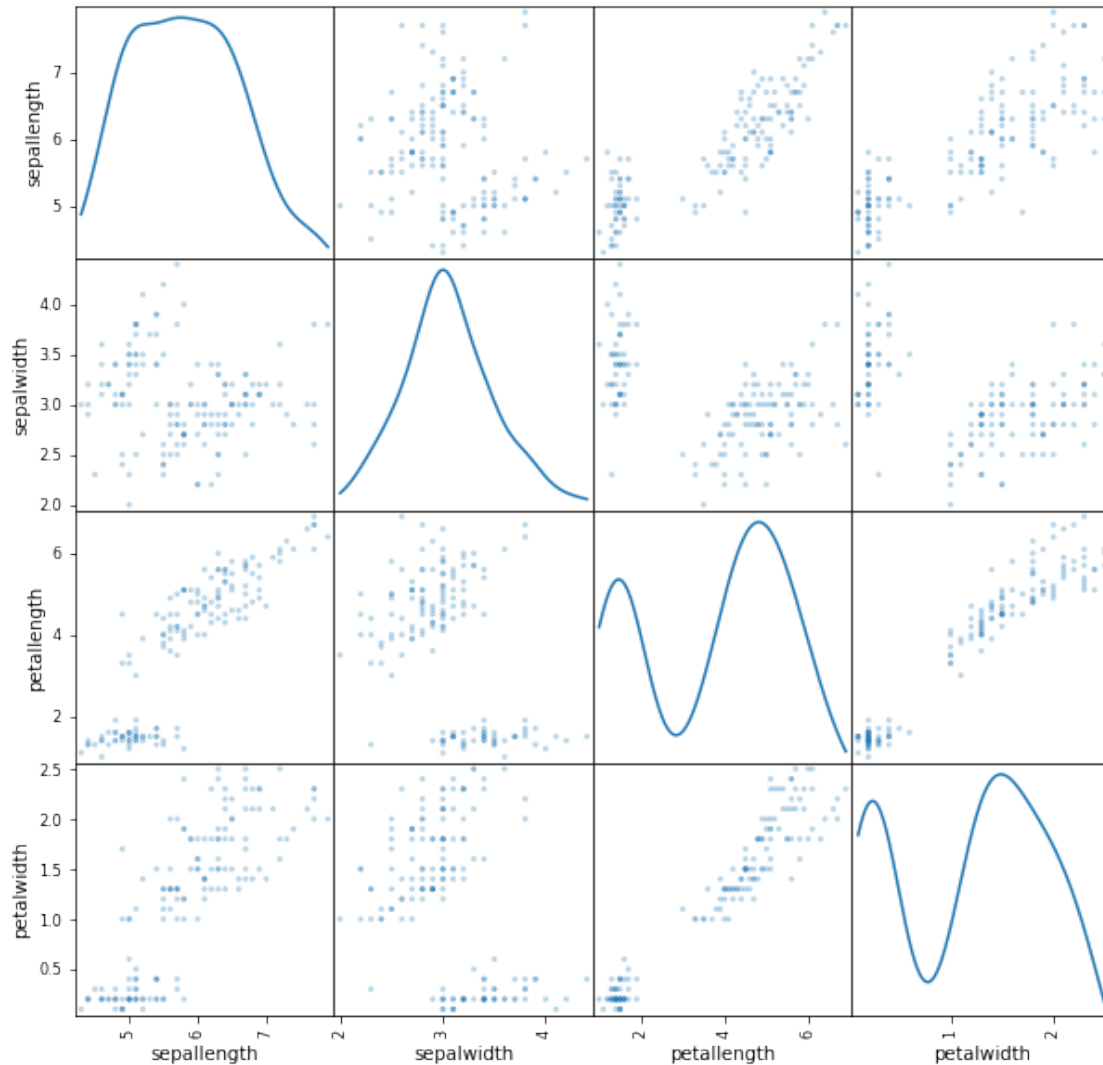 sepallength
7
6
5
sepalwidth
4.0
3.5
3.0
2.5
2.0
petallength
6
4
2
petalwidth
2.5
2.0
1.5
1.0
0.5
5 6 7 2 3 4 2 4 6 1 2
sepallength sepalwidth petallength petalwidth